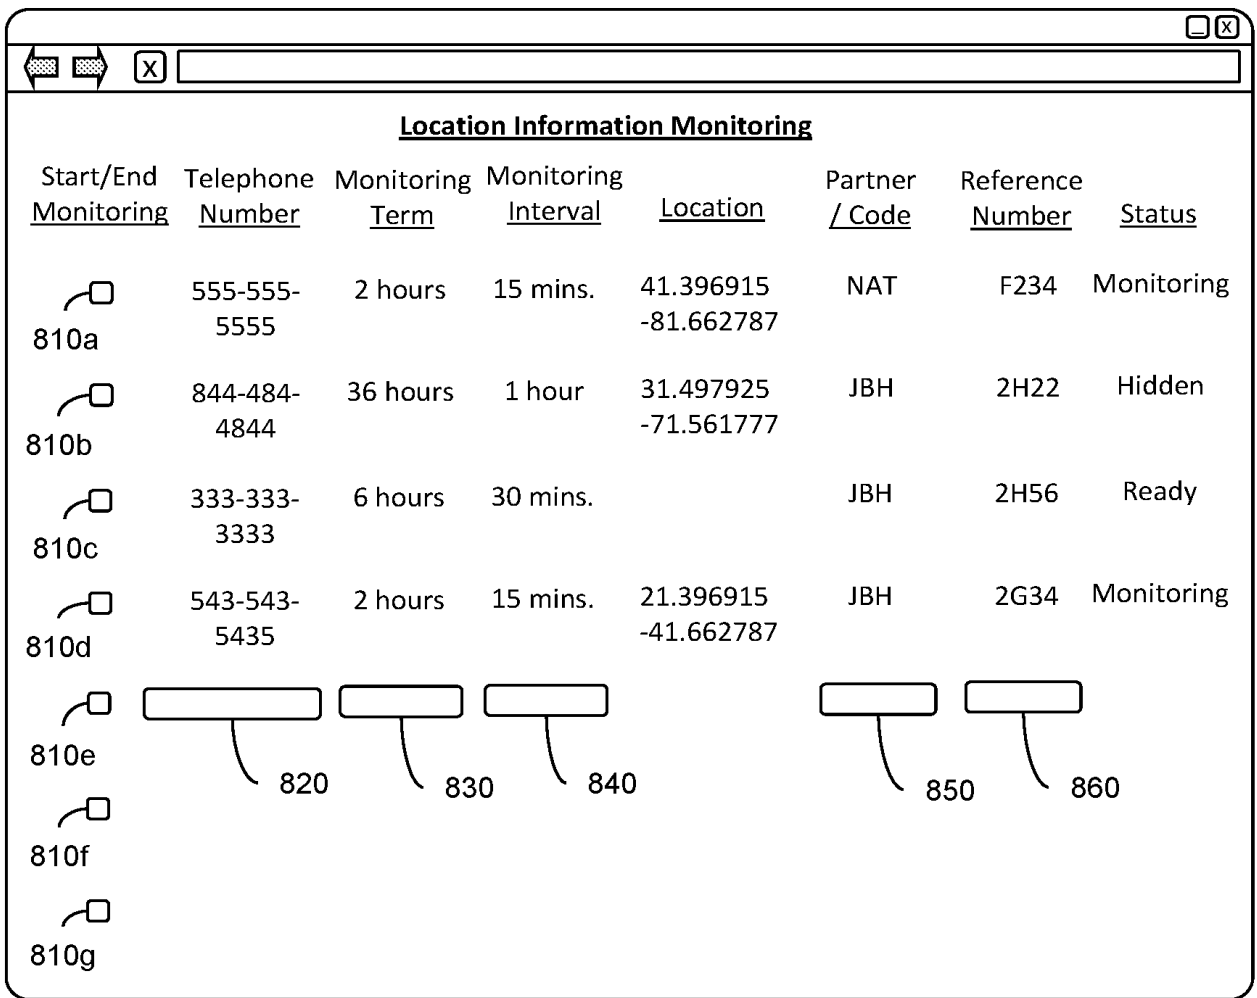 _ X
X
Location Information Monitoring
Start/End Telephone Monitoring Monitoring Partner Reference
Monitoring Number Term Interval Location / Code Number Status
555-555- 2 hours 15 mins. 41.396915 NAT F234 Monitoring
810a 5555 -81.662787
844-484- 36 hours 1 hour 31.497925 JBH 2H22 Hidden
810b 4844 -71.561777
333-333- 6 hours 30 mins. JBH 2H56 Ready
810c 3333
543-543- 2 hours 15 mins. 21.396915 JBH 2G34 Monitoring
810d 5435 -41.662787
810e 820 830 840 850 860
810f
810g